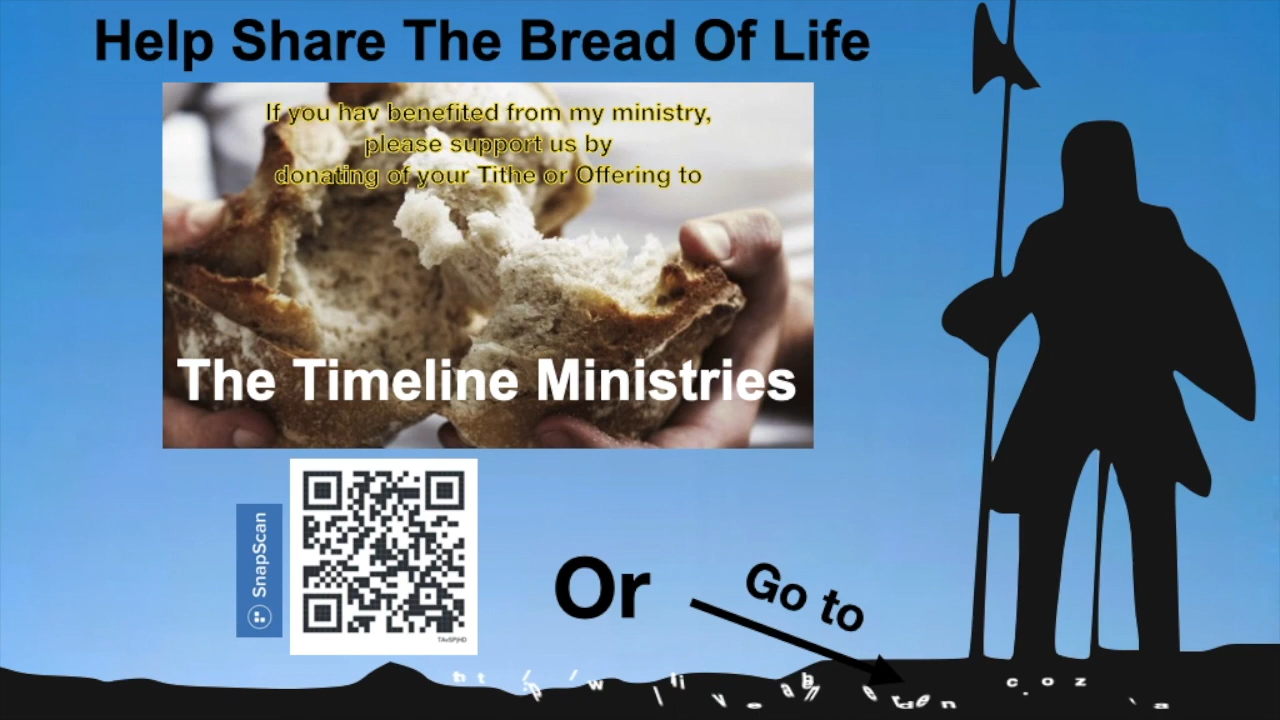 Help Share The Bread Of Life
If you hav benefited from my ministry,
please support us by
donating of your Tithe or Offering to
The Timeline Ministries
SnapScan
Or
Go to